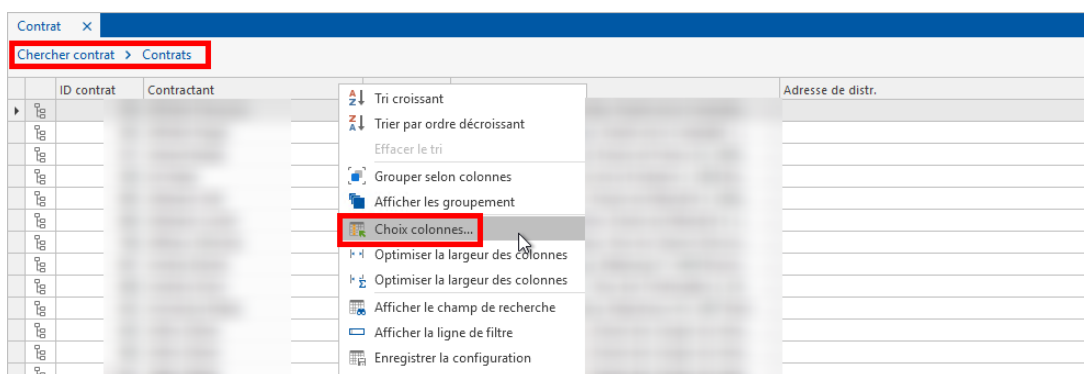 Contrat
Chercher contrat > Contrats
ID contrat Contractant Adresse de distr.
Tri croissant
Trier par ordre décroissant
Effacer le tri
Grouper selon colonnes
Afficher les groupement
Choix colonnes...
Optimiser la largeur des colonnes
Optimiser la largeur des colonnes
Afficher le champ de recherche
Afficher la ligne de filtre
Enregistrer la configuration